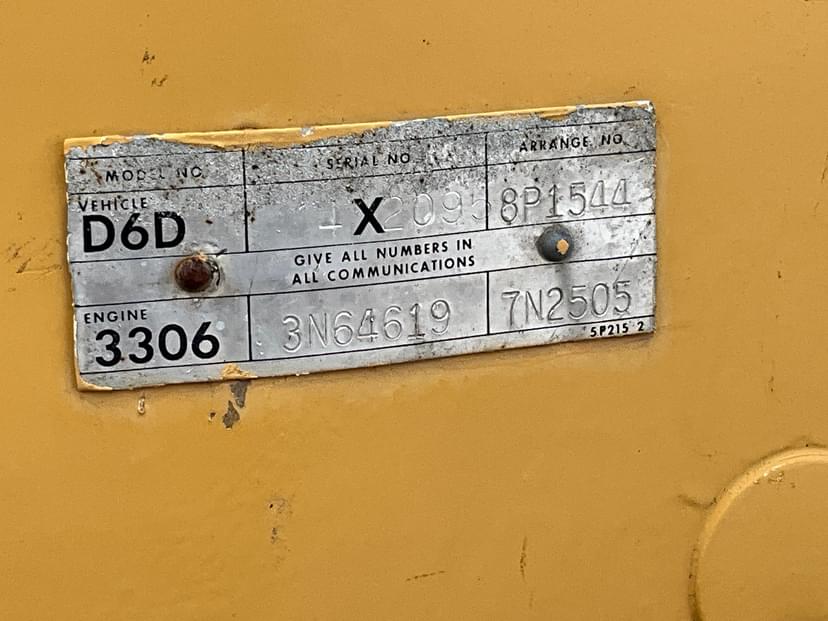 MODEL NO.
SERIAL NO.
ARRANGE. NO.
VEHICLE
D6D
4X2095
8P1544
GIVE ALL NUMBERS IN
ALL COMMUNICATIONS
ENGINE
3306
3N64619
7N2505
5P215 2